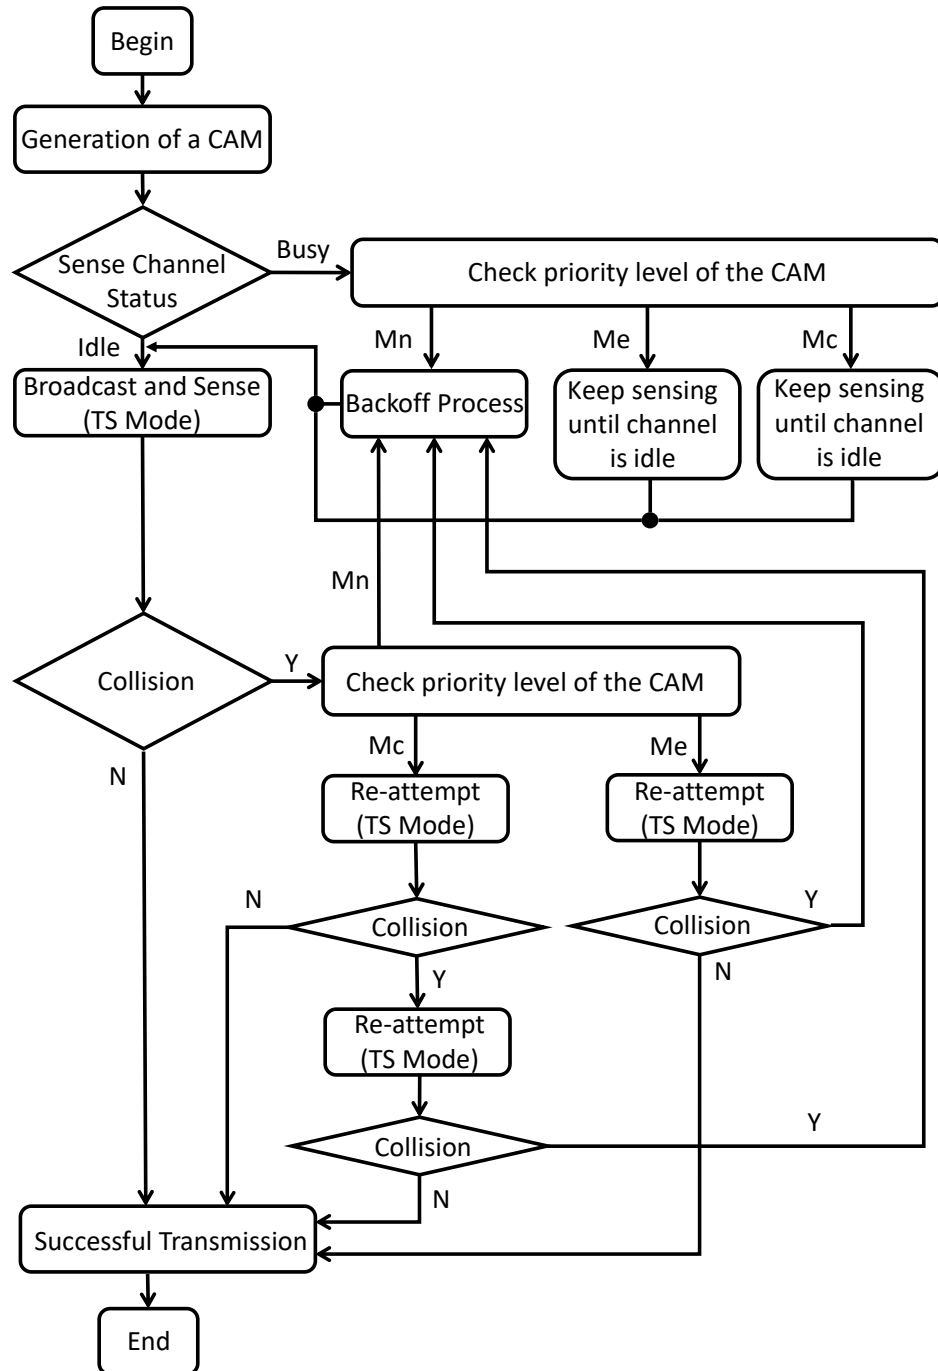 Begin
Generation of a CAM
Sense Channel
Status
Busy
Check priority level of the CAM
Idle
Mn
Me
Mc
Broadcast and Sense
(TS Mode)
Backoff Process
Keep sensing
until channel
is idle
Keep sensing
until channel
is idle
Mn
Collision
Y
Check priority level of the CAM
N
Mc
Me
Re-attempt
(TS Mode)
Re-attempt
(TS Mode)
N
Collision
Y
Collision
Y
N
Re-attempt
(TS Mode)
Collision
Y
N
Successful Transmission
End